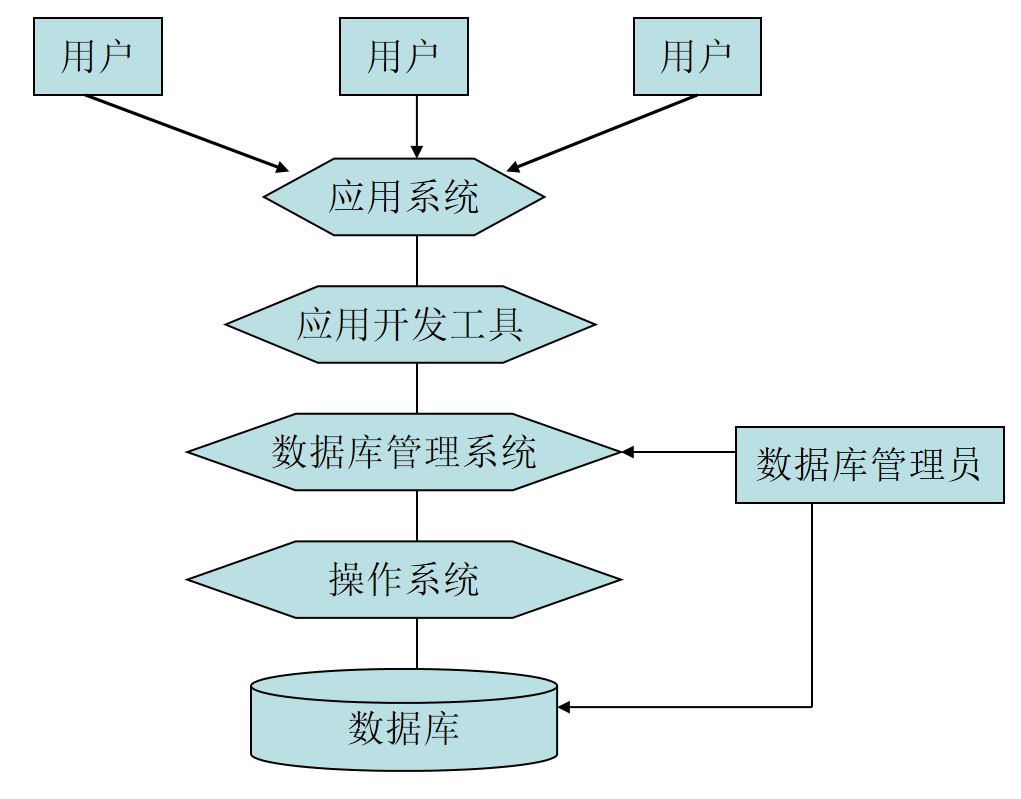 用户
用户
用户
应用系统
应用开发工具
数据库管理系统
数据库管理员
操作系统
数据库